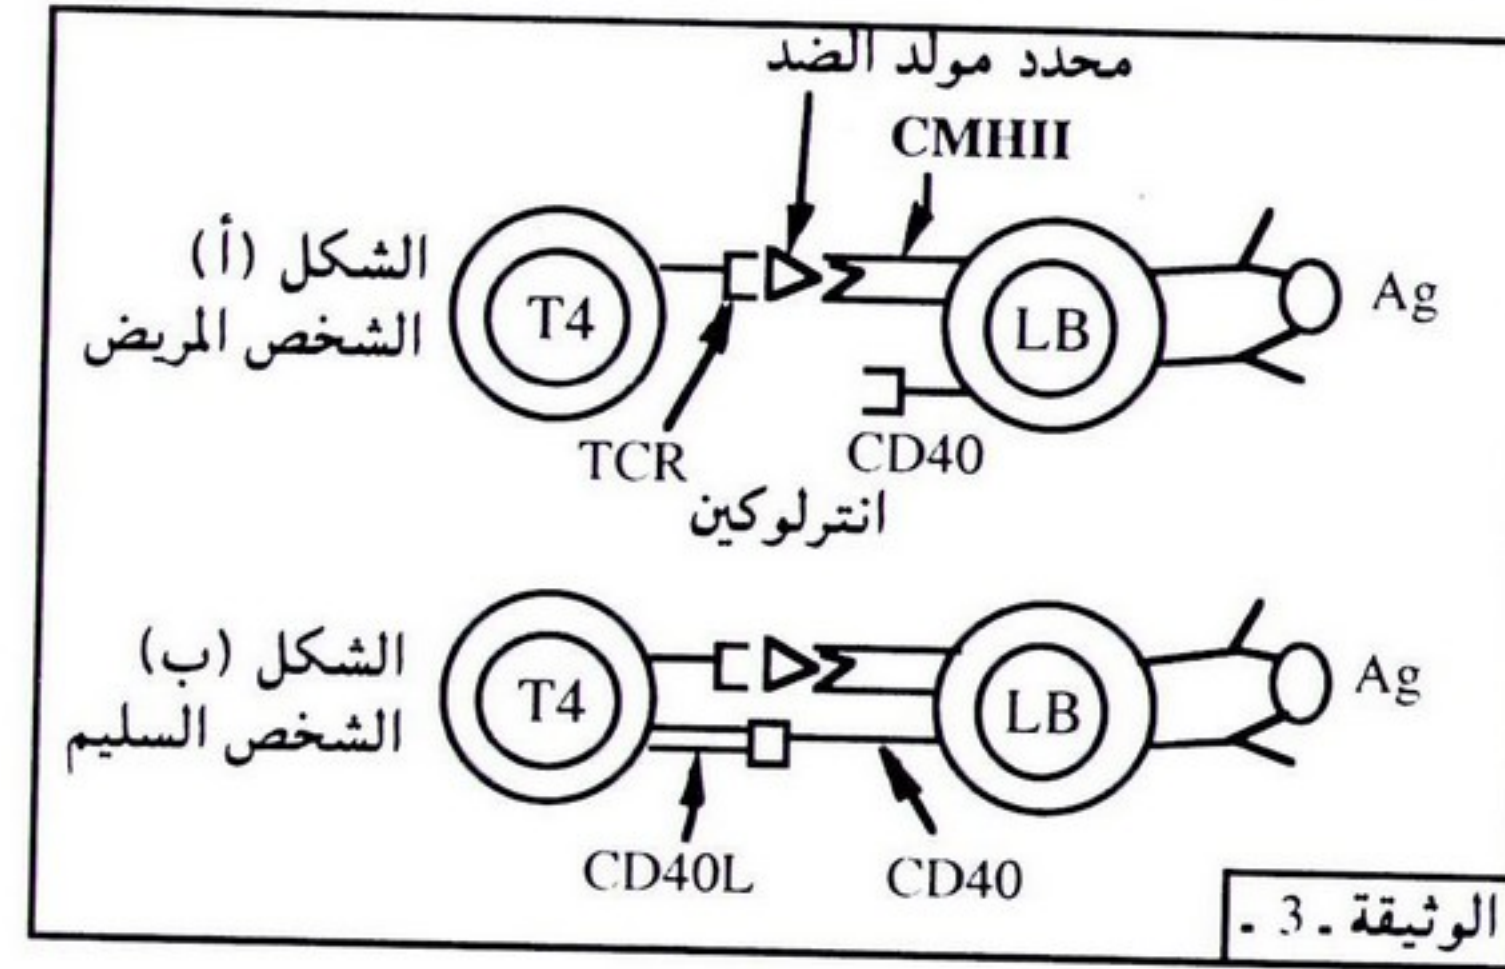 محدد مولد الضد
CMHII
الشكل (أ)
الشخص المريض
T4
LB
Ag
TCR
CD40
انترلوكين
الشكل (ب)
الشخص السليم
T4
LB
Ag
CD40L
CD40
الوثيقة ـ 3 ـ